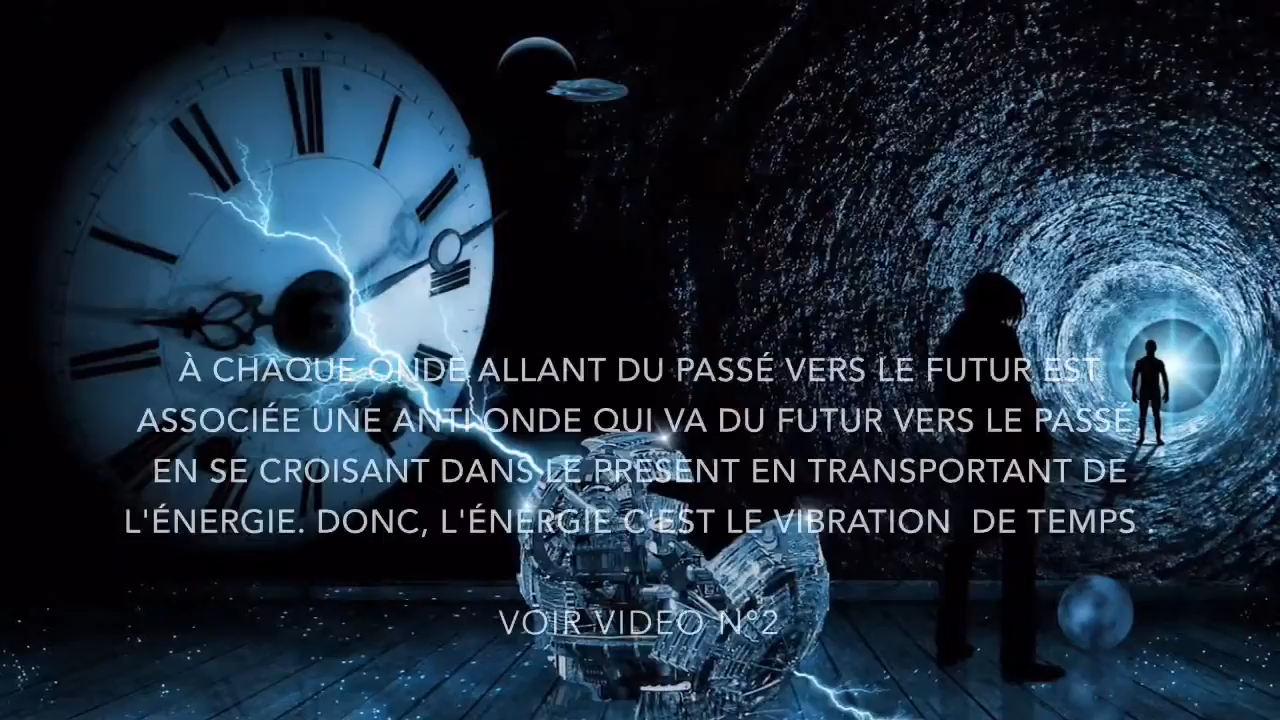 À CHAQUE ONDE ALLANT DU PASSÉ VERS LE FUTUR EST
ASSOCIÉE UNE ANTI-ONDE QUI VA DU FUTUR VERS LE PASSÉ
EN SE CROISANT DANS LE PRESENT EN TRANSPORTANT DE
L'ÉNERGIE. DONC, L'ÉNERGIE C'EST LE VIBRATION  DE TEMPS .
VOIR VIDEO N°2